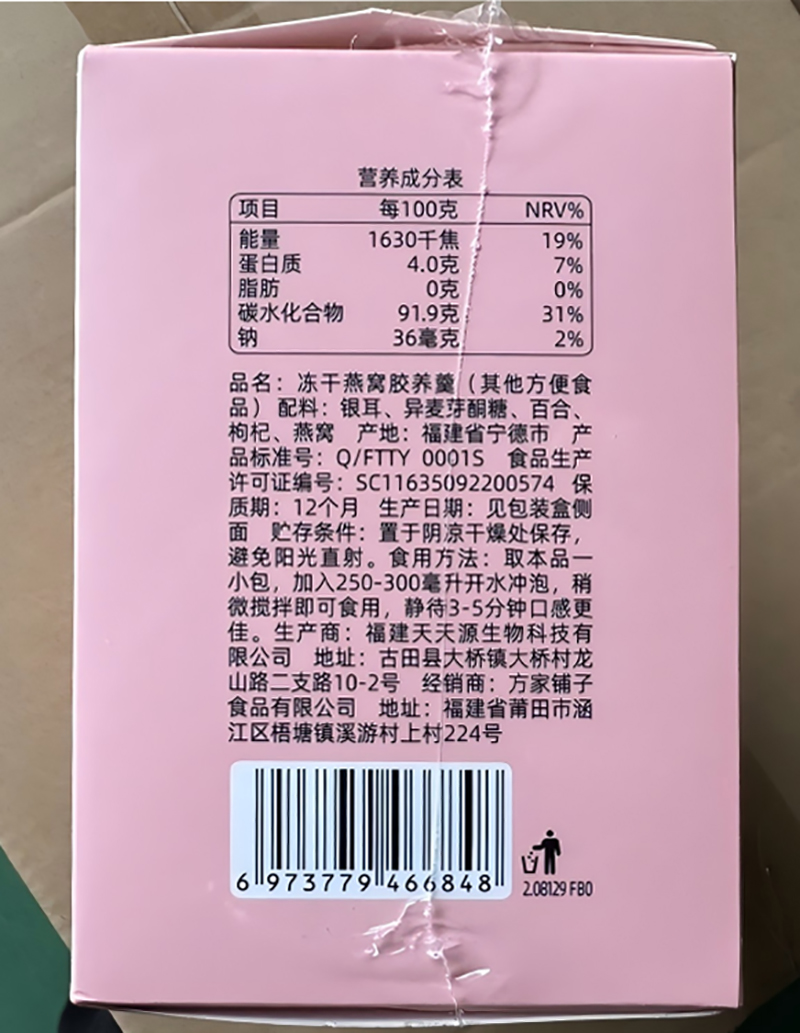 营养成分表
项目 每100克 NRV%
能量 1630千焦 19%
蛋白质 4.0克 7%
脂肪 0克 0%
碳水化合物 91.9克 31%
钠 36毫克 2%
品名：冻干燕窝胶养羹（其他方便食
品） 配料：银耳、异麦芽酮糖、百合、
枸杞、燕窝 产地：福建省宁德市 产
品标准号：Q/FTTY 0001S 食品生产
许可证编号：SC11635092200574 保
质期：12个月 生产日期：见包装盒侧
面 贮存条件：置于阴凉干燥处保存，
避免阳光直射。食用方法：取本品一
小包，加入250-300毫升开水冲泡，稍
微搅拌即可食用，静待3-5分钟口感更
佳。生产商：福建天天源生物科技有
限公司 地址：古田县大桥镇大桥村龙
山路二支路10-2号 经销商：方家铺子
食品有限公司 地址：福建省莆田市涵
江区梧塘镇溪游村上村224号
6 973779 466848
2.08129 FB0